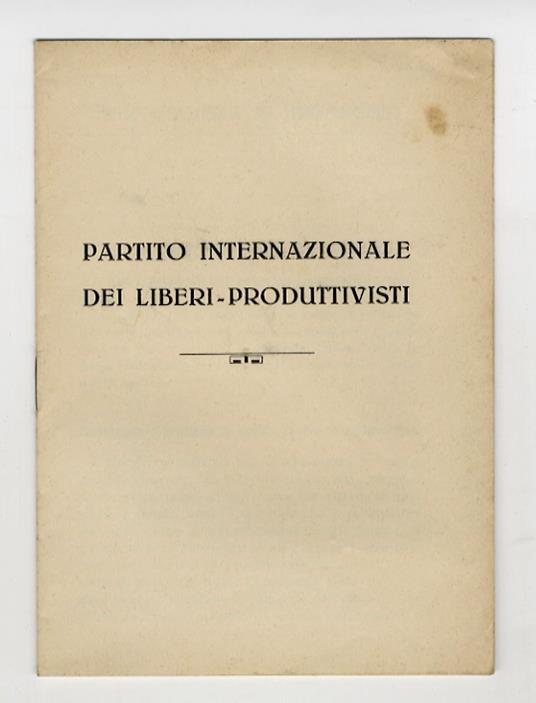 PARTITO INTERNAZIONALE
DEI LIBERI-PRODUTTIVISTI